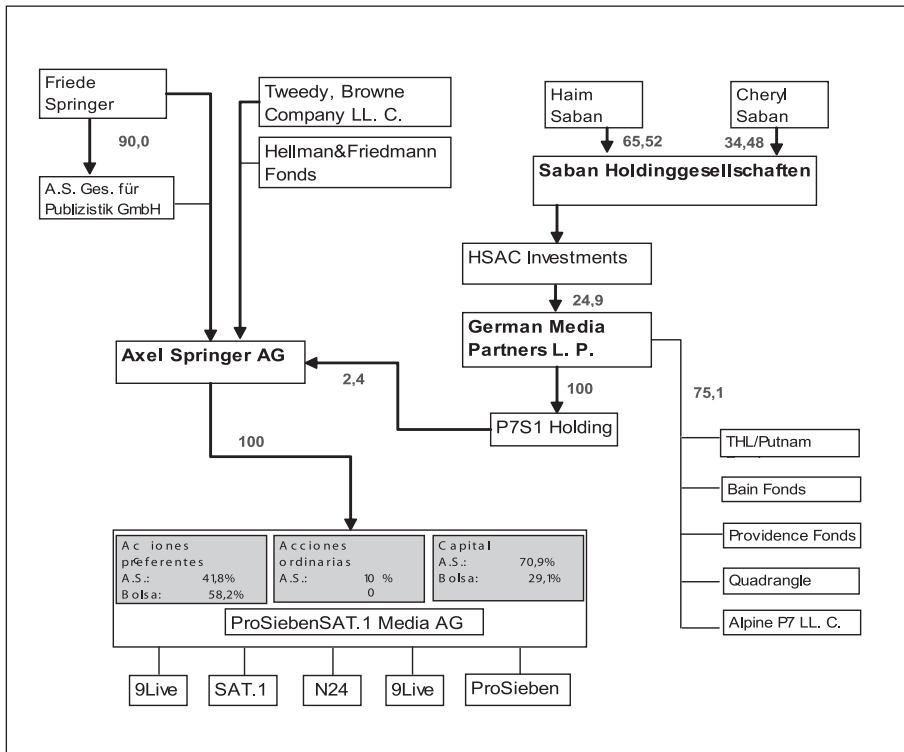 Friede
Springer
90,0
A.S. Ges. für
Publizistik GmbH
Tweedy, Browne
Company LL. C.
Hellman&Friedmann
Fonds
Haim
Saban
Cheryl
Saban
65,52
34,48
Saban Holdinggesellschaften
HSAC Investments
24,9
German Media
Partners L. P.
Axel Springer AG
2,4
100
75,1
P7S1 Holding
100
THL/Putnam
Bain Fonds
Providence Fonds
Quadrangle
Alpine P7 LL. C.
Ac iones
preferentes
A.S.: 41,8%
Bolsa: 58,2%
Acciones
ordinarias
A.S.: 10 %
0
Capital
A.S.: 70,9%
Bolsa: 29,1%
ProSiebenSAT.1 Media AG
9Live
SAT.1
N24
9Live
ProSieben